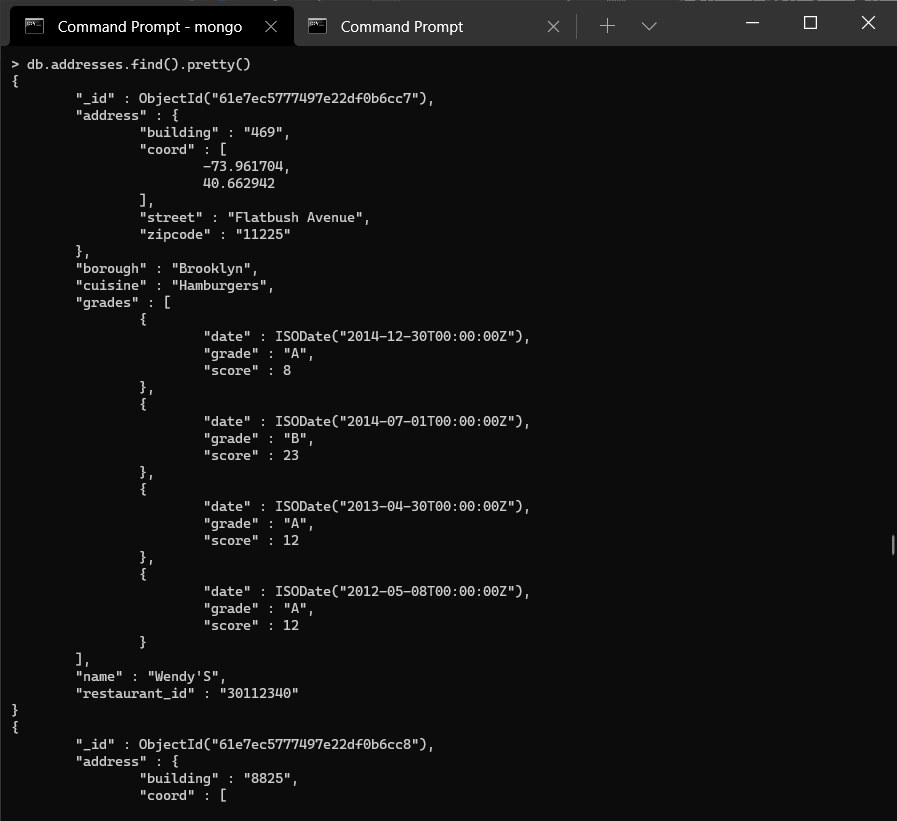 Command Prompt - mongo
Command Prompt
> db.addresses.find().pretty()
{
        "_id" : ObjectId("61e7ec5777497e22df0b6cc7"),
        "address" : {
                "building" : "469",
                "coord" : [
                        -73.961704,
                        40.662942
                ],
                "street" : "Flatbush Avenue",
                "zipcode" : "11225"
        },
        "borough" : "Brooklyn",
        "cuisine" : "Hamburgers",
        "grades" : [
                {
                        "date" : ISODate("2014-12-30T00:00:00Z"),
                        "grade" : "A",
                        "score" : 8
                },
                {
                        "date" : ISODate("2014-07-01T00:00:00Z"),
                        "grade" : "B",
                        "score" : 23
                },
                {
                        "date" : ISODate("2013-04-30T00:00:00Z"),
                        "grade" : "A",
                        "score" : 12
                },
                {
                        "date" : ISODate("2012-05-08T00:00:00Z"),
                        "grade" : "A",
                        "score" : 12
                }
        ],
        "name" : "Wendy'S",
        "restaurant_id" : "30112340"
}
{
        "_id" : ObjectId("61e7ec5777497e22df0b6cc8"),
        "address" : {
                "building" : "8825",
                "coord" : [